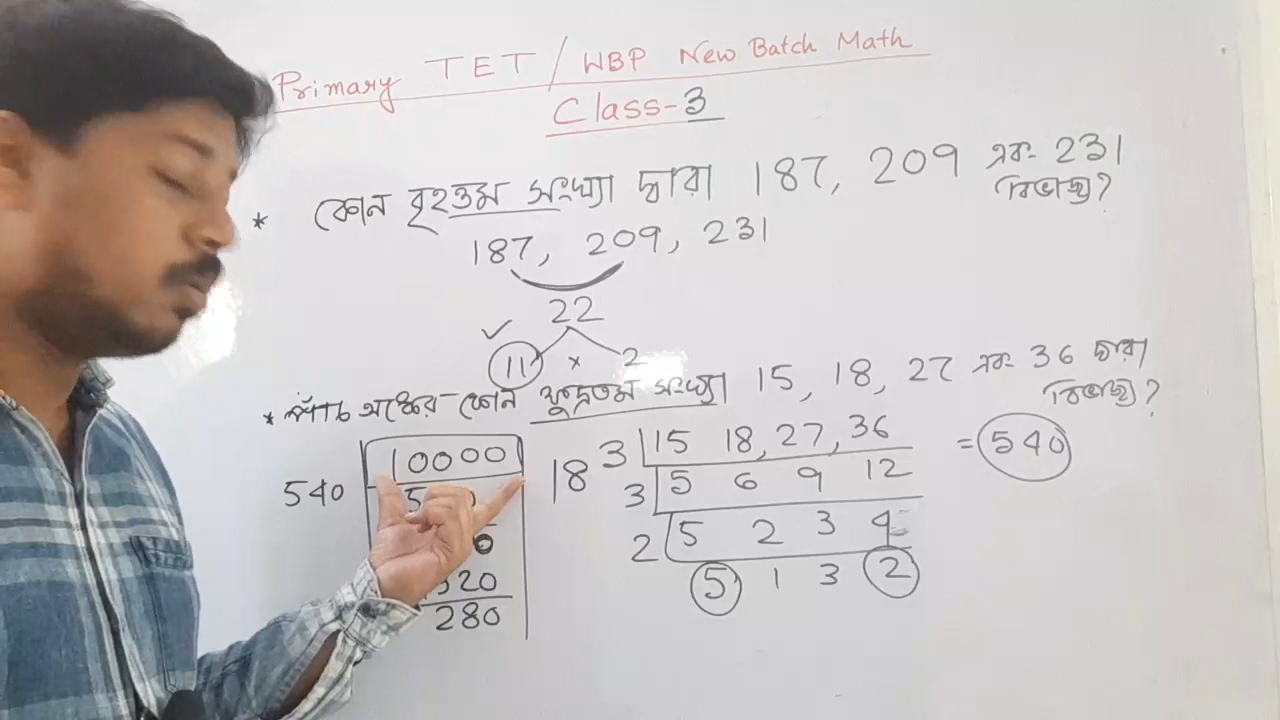 Primary TET / WBP New Batch Math
Class-3
* কোন বৃহত্তম সংখ্যা দ্বারা 187, 209 এবং 231
বিভাজ্য?
187, 209, 231
22
✓ 11 × 2
* পাঁচ অঙ্কের কোন ক্ষুদ্রতম সংখ্যা 15, 18, 27 এবং 36 দ্বারা
বিভাজ্য?
540 10000 18
280
3 15 18, 27, 36 = 540
3 5 6 9 12
2 5 2 3 4
5 1 3 2